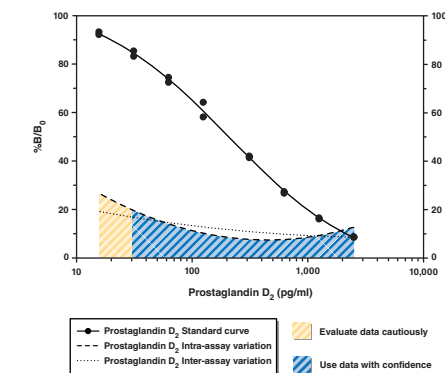 100
100
80
80
60
60
40
40
20
20
0
0
%B/B0
10
100
1,000
10,000
Prostaglandin D2 (pg/ml)
Prostaglandin D2 Standard curve
Prostaglandin D2 Intra-assay variation
Prostaglandin D2 Inter-assay variation
Evaluate data cautiously
Use data with confidence